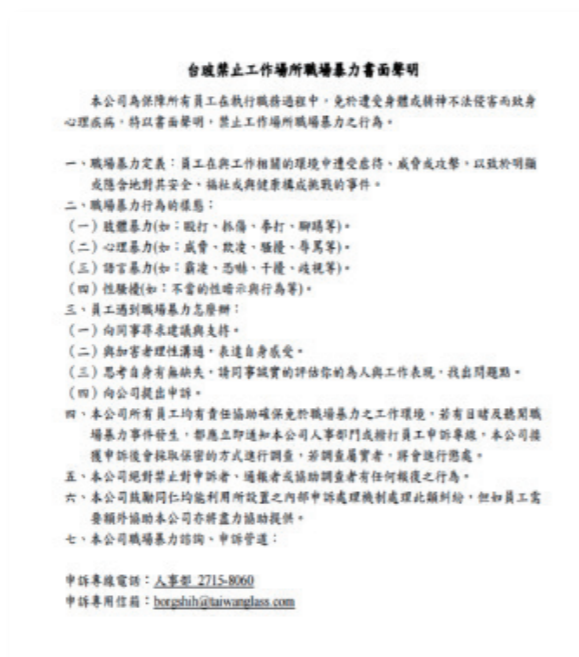 台玻禁止工作場所職場暴力書面聲明
本公司為保障所有員工在執行職務過程中，免於遭受身體或精神不法侵害而致身
心理疾病，特以書面聲明，禁止工作場所職場暴力之行為。
一、職場暴力定義：員工在與工作相關的環境中遭受虐待、威脅或攻擊，以致於明顯
或隱含地對其安全、福祉或與健康構成挑戰的事件。
二、職場暴力行為的樣態：
（一）肢體暴力(如：毆打、抓傷、拳打、腳踢等)。
（二）心理暴力(如：威脅、欺凌、騷擾、辱罵等)。
（三）語言暴力(如：霸凌、恐嚇、干擾、歧視等)。
（四）性騷擾(如：不當的性暗示與行為等)。
三、員工遇到職場暴力怎麼辦：
（一）向同事尋求建議與支持。
（二）與加害者理性溝通，表達自身感受。
（三）思考自身有無缺失，請同事誠實的評估你的為人與工作表現，找出問題點。
（四）向公司提出申訴。
四、本公司所有員工均有責任協助確保免於職場暴力之工作環境，若有目睹及聽聞職
場暴力事件發生，都應立即通知本公司人事部門或撥打員工申訴專線，本公司接
獲申訴後會採取保密的方式進行調查，若調查屬實者，將會進行懲處。
五、本公司絕對禁止對申訴者、通報者或協助調查者有任何報復之行為。
六、本公司鼓勵同仁均能利用所設置之內部申訴處理機制處理此類糾紛，但如員工需
要額外協助本公司亦將盡力協助提供。
七、本公司職場暴力諮詢、申訴管道：
申訴專線電話：人事部 2715-8060
申訴專用信箱：borgshih@taiwanglass.com